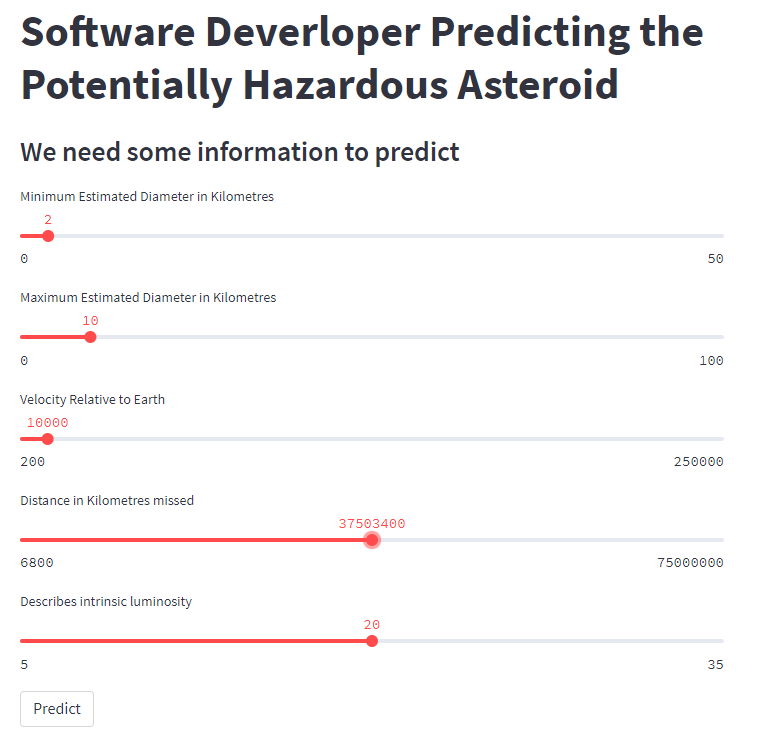 Software Deverloper Predicting the
Potentially Hazardous Asteroid
We need some information to predict
Minimum Estimated Diameter in Kilometres
2
0 50
Maximum Estimated Diameter in Kilometres
10
0 100
Velocity Relative to Earth
10000
200 250000
Distance in Kilometres missed
37503400
6800 75000000
Describes intrinsic luminosity
20
5 35
Predict